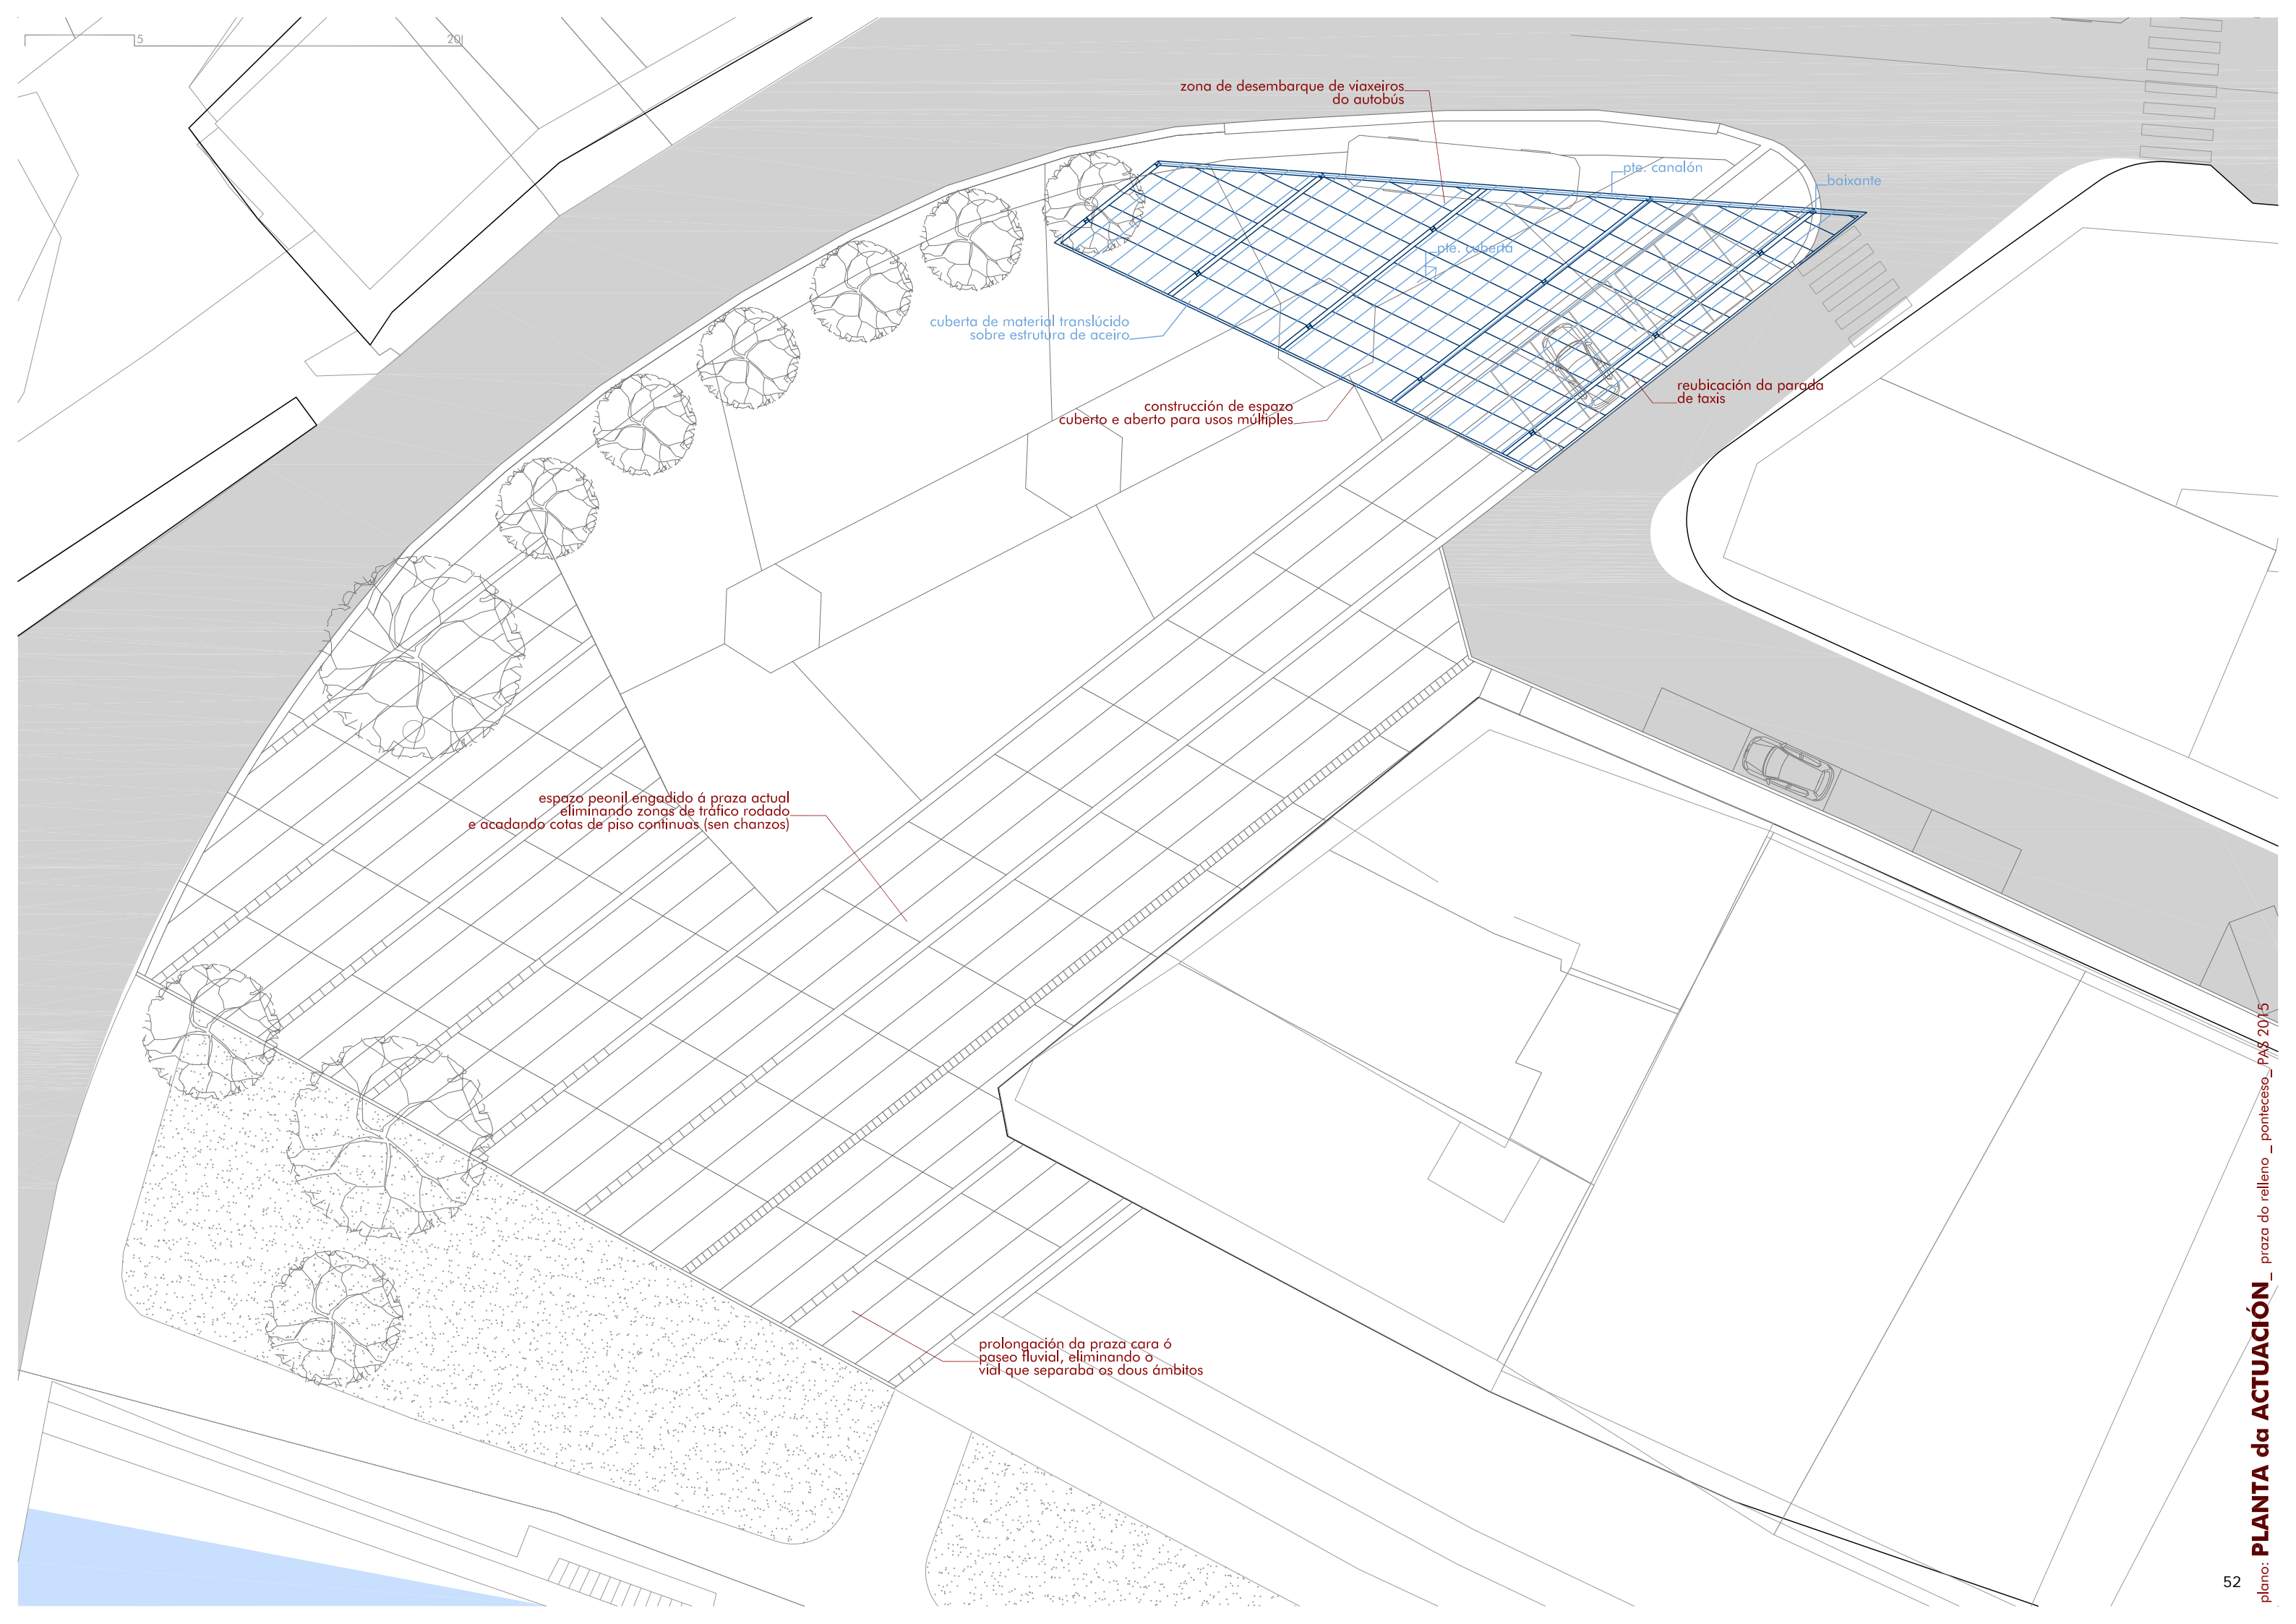 5
20
zona de desembarque de viaxeiros
do autobús
pte. canalón
baixante
pte. cuberta
cuberta de material translúcido
sobre estrutura de aceiro
reubicación da parada
de taxis
construcción de espazo
cuberto e aberto para usos múltiples
espazo peonil engadido á praza actual
eliminando zonas de tráfico rodado
e acadando cotas de piso continuas (sen chanzos)
prolongación da praza cara ó
paseo fluvial, eliminando o
vial que separaba os dous ámbitos
plano: PLANTA da ACTUACIÓN_ praza do relleno _ ponteceso_ PAS 2015
52